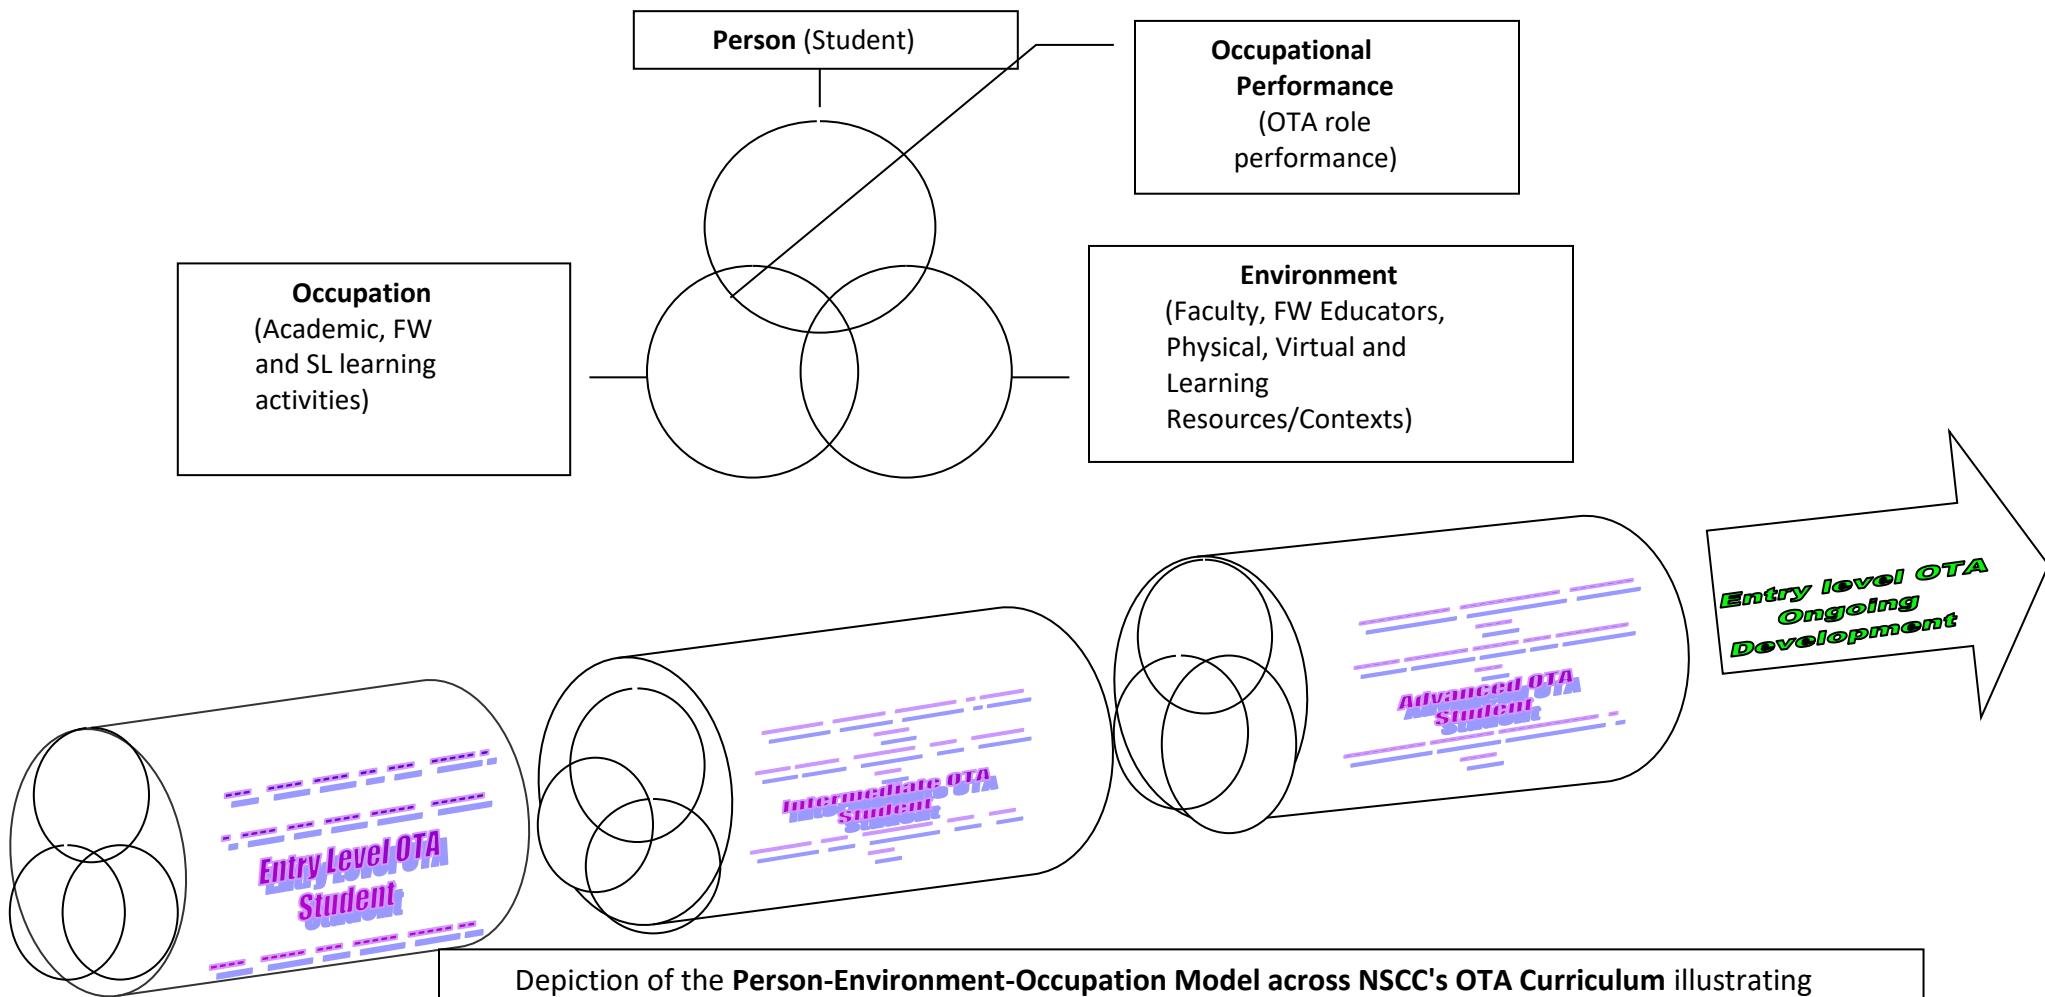 Person (Student)
Occupational
Performance
(OTA role
performance)
Occupation
(Academic, FW
and SL learning
activities)
Environment
(Faculty, FW Educators,
Physical, Virtual and
Learning
Resources/Contexts)
Entry level OTA
Ongoing
Development
Advanced OTA
Student
Intermediate OTA
Student
Entry Level OTA
Student
Depiction of the Person-Environment-Occupation Model across NSCC's OTA Curriculum illustrating